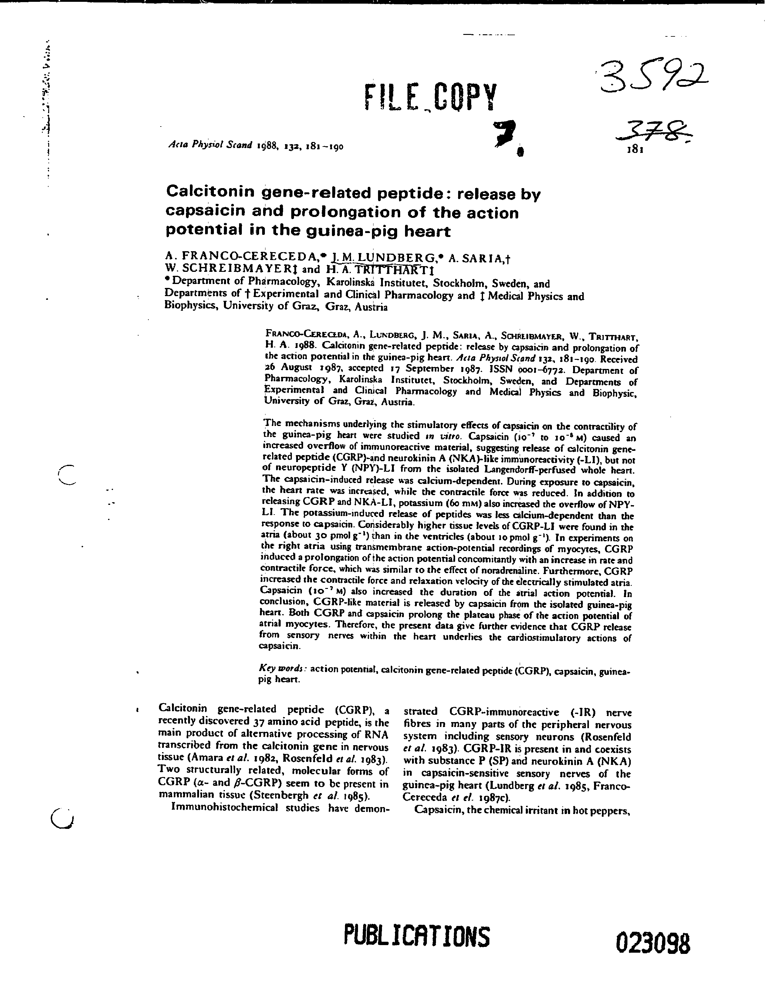 3592
FILE COPY
7.
378.
Acta Physiol Scand 1988, 132, 181–190
181
Calcitonin gene-related peptide: release by
capsaicin and prolongation of the action
potential in the guinea-pig heart
A. FRANCO-CERECEDA,* J. M. LUNDBERG,* A. SARIA,†
W. SCHREIBMAYER‡ and H. A. TRITTHART‡
* Department of Pharmacology, Karolinska Institutet, Stockholm, Sweden, and
Departments of † Experimental and Clinical Pharmacology and ‡ Medical Physics and
Biophysics, University of Graz, Graz, Austria
FRANCO-CERECEDA, A., LUNDBERG, J. M., SARIA, A., SCHREIBMAYER, W., TRITTHART,
H. A. 1988. Calcitonin gene-related peptide: release by capsaicin and prolongation of
the action potential in the guinea-pig heart. Acta Physiol Scand 132, 181–190. Received
26 August 1987, accepted 17 September 1987. ISSN 0001–6772. Department of
Pharmacology, Karolinska Institutet, Stockholm, Sweden, and Departments of
Experimental and Clinical Pharmacology and Medical Physics and Biophysic,
University of Graz, Graz, Austria.
The mechanisms underlying the stimulatory effects of capsaicin on the contractility of
the guinea-pig heart were studied in vitro. Capsaicin (10⁻⁷ to 10⁻⁶ M) caused an
increased overflow of immunoreactive material, suggesting release of calcitonin gene-
related peptide (CGRP)-and neurokinin A (NKA)-like immunoreactivity (-LI), but not
of neuropeptide Y (NPY)-LI from the isolated Langendorff-perfused whole heart.
The capsaicin-induced release was calcium-dependent. During exposure to capsaicin,
the heart rate was increased, while the contractile force was reduced. In addition to
releasing CGRP and NKA-LI, potassium (60 mM) also increased the overflow of NPY-
LI. The potassium-induced release of peptides was less calcium-dependent than the
response to capsaicin. Considerably higher tissue levels of CGRP-LI were found in the
atria (about 30 pmol g⁻¹) than in the ventricles (about 10 pmol g⁻¹). In experiments on
the right atria using transmembrane action-potential recordings of myocytes, CGRP
induced a prolongation of the action potential concomitantly with an increase in rate and
contractile force, which was similar to the effect of noradrenaline. Furthermore, CGRP
increased the contractile force and relaxation velocity of the electrically stimulated atria.
Capsaicin (10⁻⁷ M) also increased the duration of the atrial action potential. In
conclusion, CGRP-like material is released by capsaicin from the isolated guinea-pig
heart. Both CGRP and capsaicin prolong the plateau phase of the action potential of
atrial myocytes. Therefore, the present data give further evidence that CGRP release
from sensory nerves within the heart underlies the cardiostimulatory actions of
capsaicin.
Key words: action potential, calcitonin gene-related peptide (CGRP), capsaicin, guinea-
pig heart.
Calcitonin gene-related peptide (CGRP), a
recently discovered 37 amino acid peptide, is the
main product of alternative processing of RNA
transcribed from the calcitonin gene in nervous
tissue (Amara et al. 1982, Rosenfeld et al. 1983).
Two structurally related, molecular forms of
CGRP (α- and β-CGRP) seem to be present in
mammalian tissue (Steenbergh et al. 1985).
Immunohistochemical studies have demon-
strated CGRP-immunoreactive (-IR) nerve
fibres in many parts of the peripheral nervous
system including sensory neurons (Rosenfeld
et al. 1983). CGRP-IR is present in and coexists
with substance P (SP) and neurokinin A (NKA)
in capsaicin-sensitive sensory nerves of the
guinea-pig heart (Lundberg et al. 1985, Franco-
Cereceda et el. 1987c).
Capsaicin, the chemical irritant in hot peppers,
PUBLICATIONS
023098